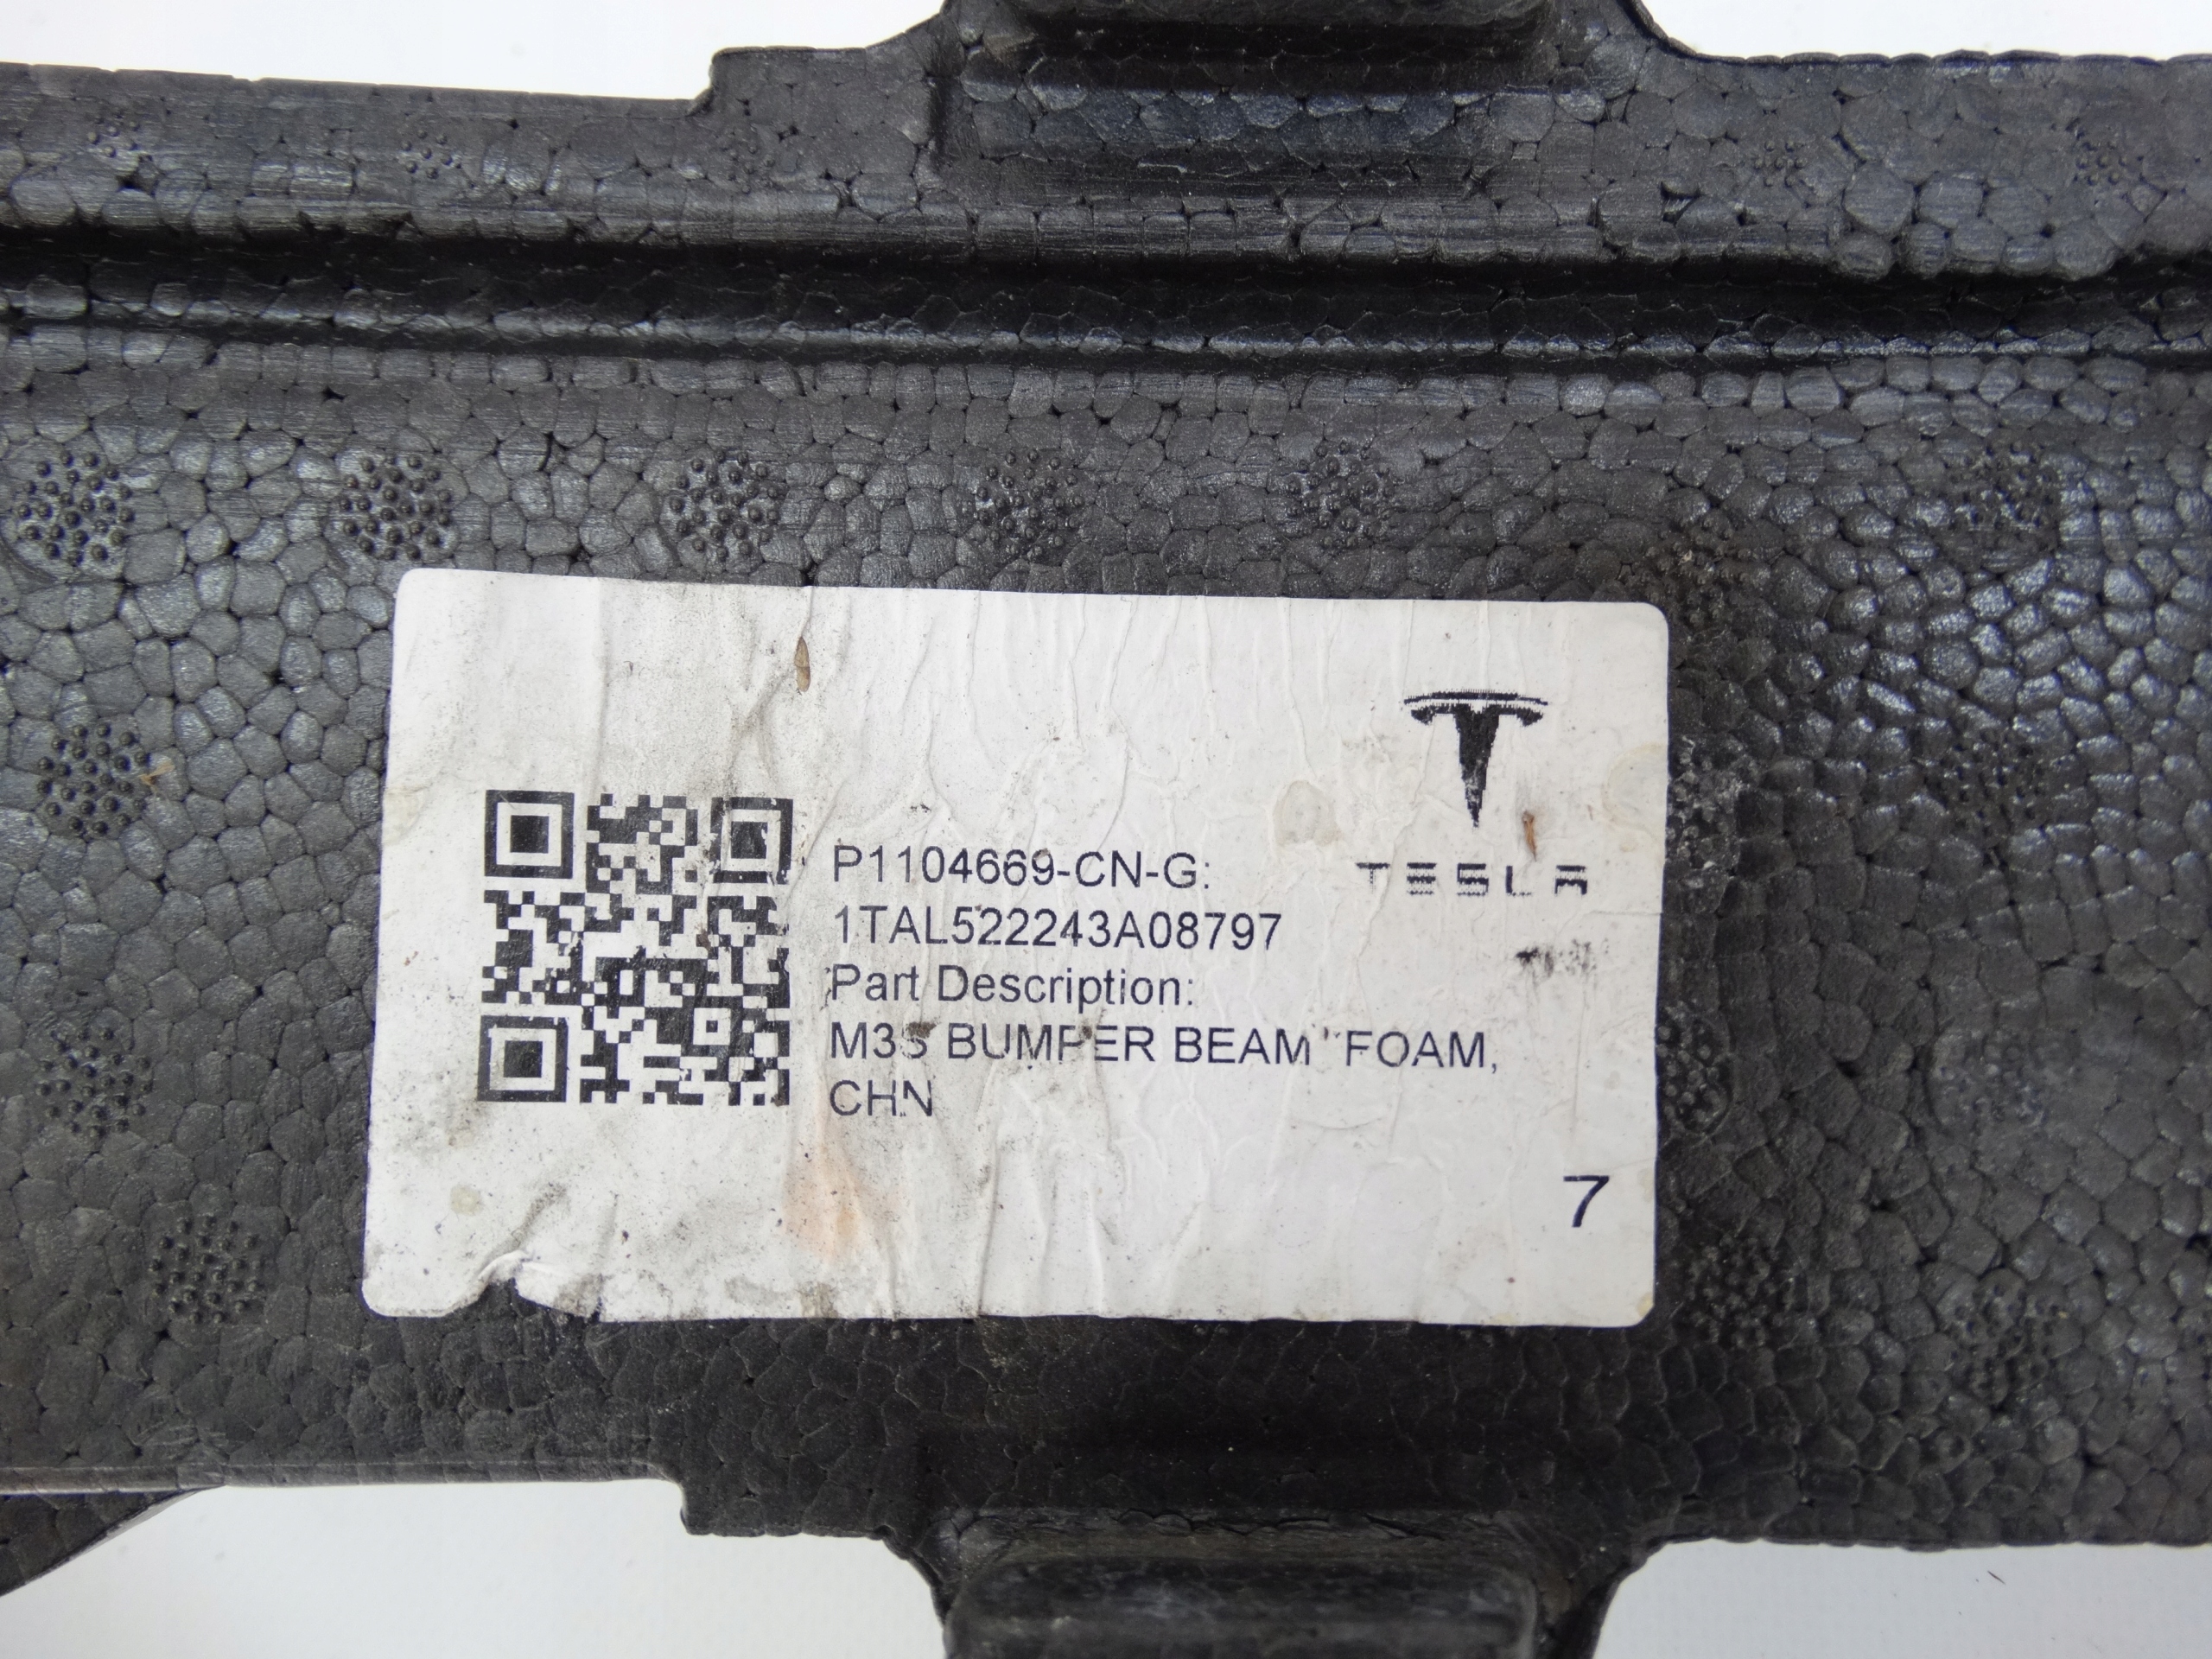 TESLA
P1104669-CN-G:
1TAL522243A08797
Part Description:
M3S BUMPER BEAM FOAM,
CHN
7